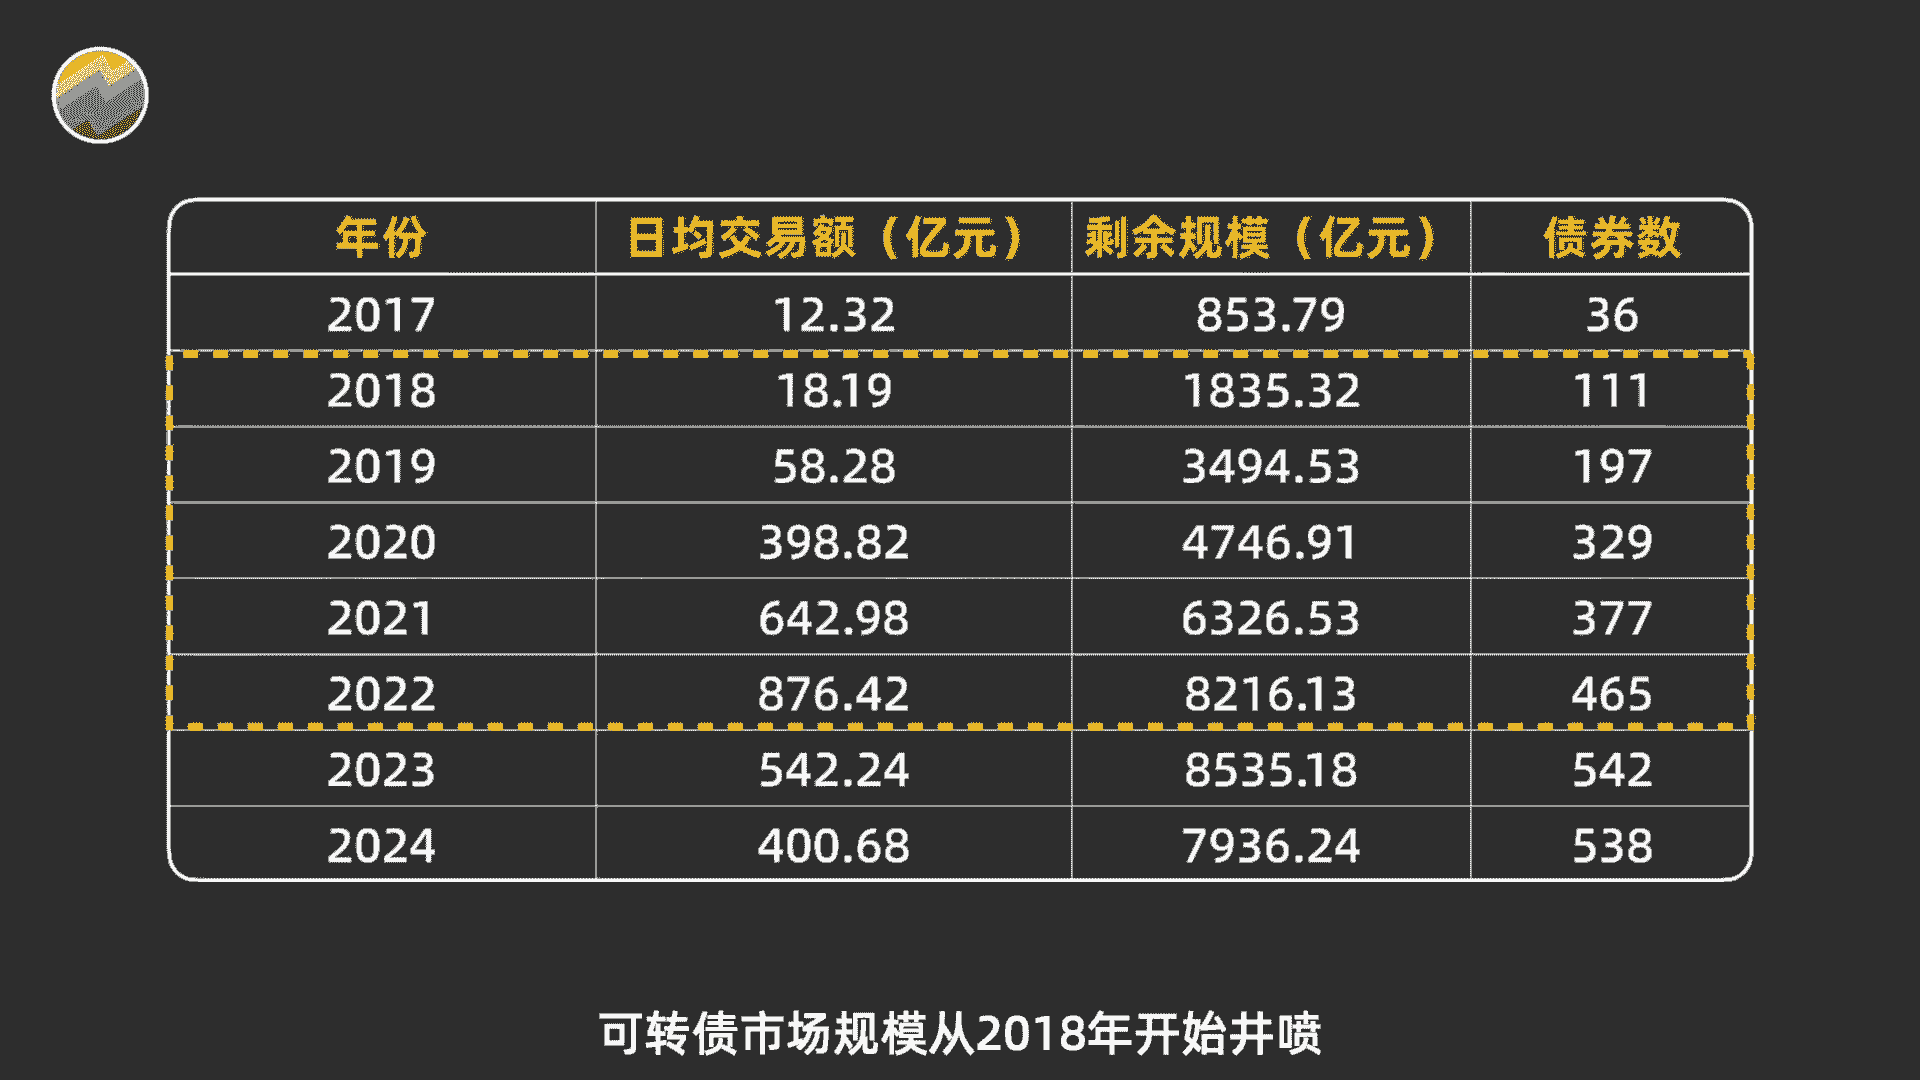 年份 日均交易额（亿元） 剩余规模（亿元） 债券数
2017 12.32 853.79 36
2018 18.19 1835.32 111
2019 58.28 3494.53 197
2020 398.82 4746.91 329
2021 642.98 6326.53 377
2022 876.42 8216.13 465
2023 542.24 8535.18 542
2024 400.68 7936.24 538
可转债市场规模从2018年开始井喷